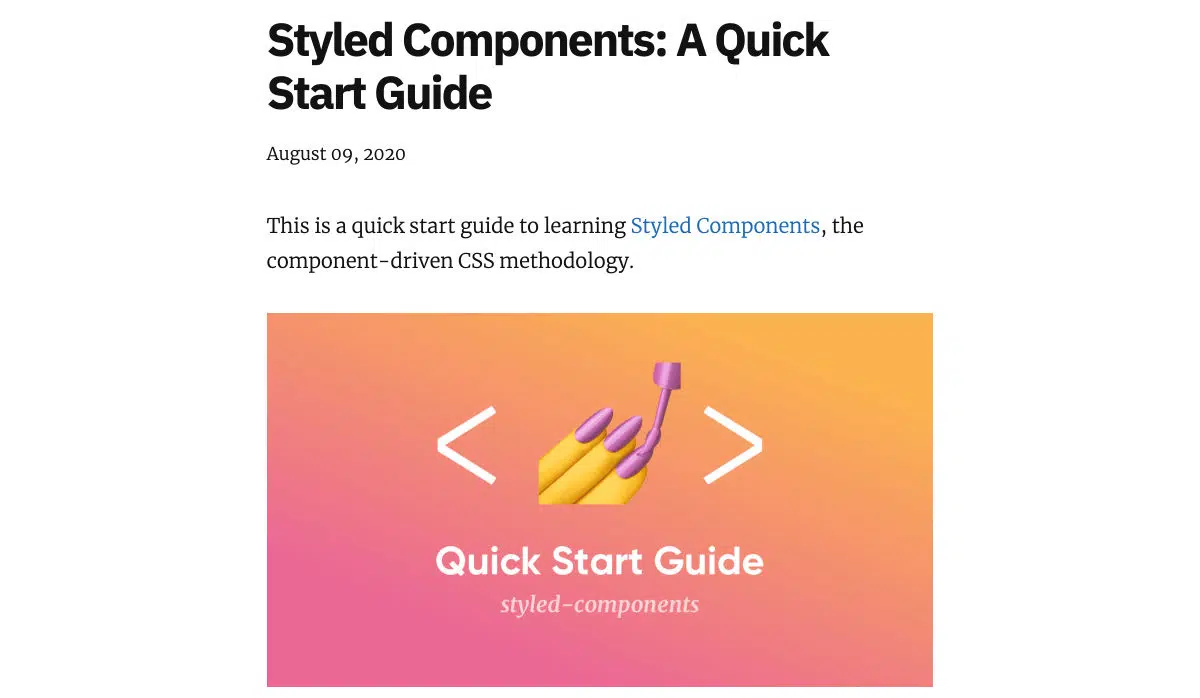 Styled Components: A Quick
Start Guide
August 09, 2020
This is a quick start guide to learning Styled Components, the
component-driven CSS methodology.
< >
Quick Start Guide
styled-components